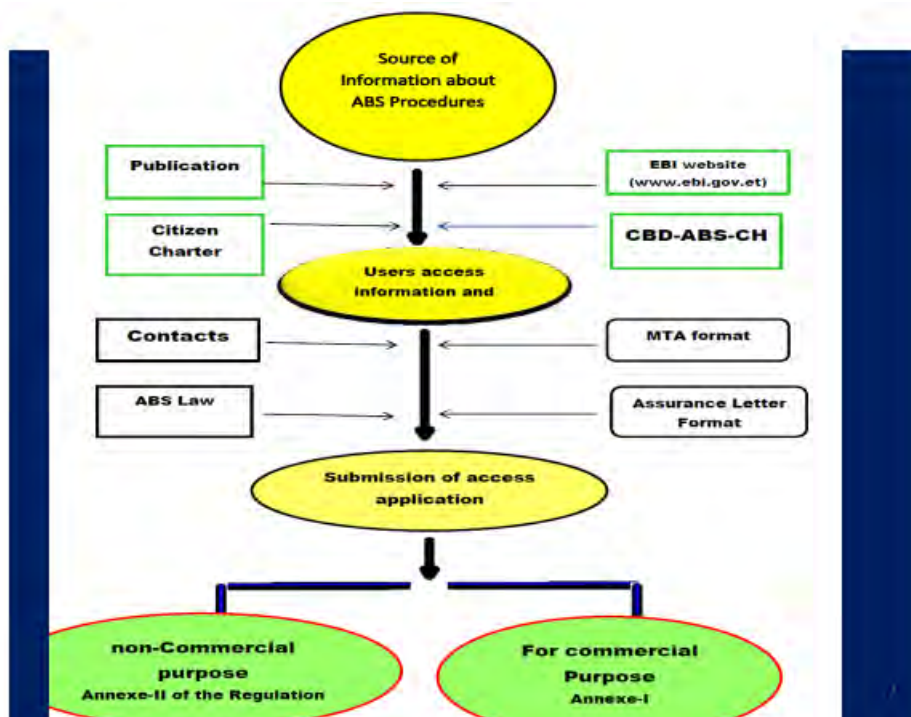 Source of
Information about
ABS Procedures
Publication
EBI website
(www.ebi.gov.et)
Citizen
Charter
CBD-ABS-CH
Users access
information and
Contacts
MTA format
ABS Law
Assurance Letter
Format
Submission of access
application
non-Commercial
purpose
Annexe-II of the Regulation
For commercial
Purpose
Annexe-I